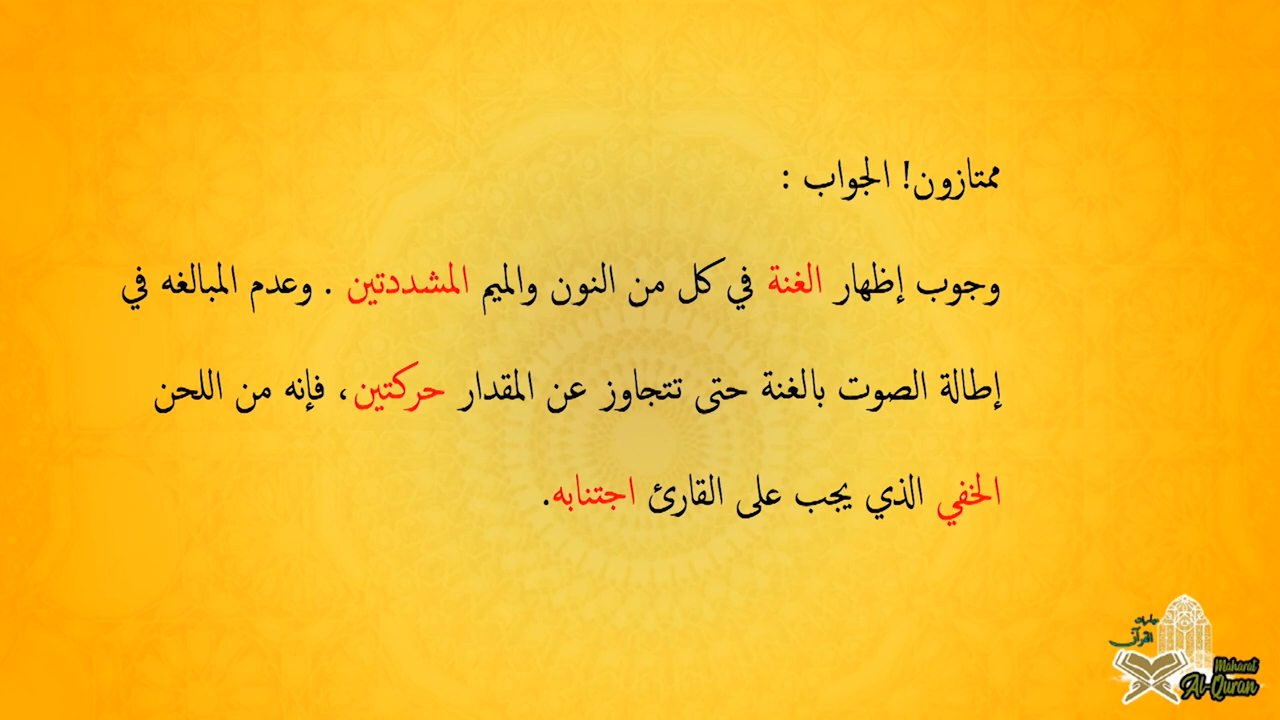 ممتازون! الجواب :
وجوب إظهار الغنة في كل من النون والميم المشددتين . وعدم المبالغه في
إطالة الصوت بالغنة حتى تتجاوز عن المقدار حركتين، فإنه من اللحن
الخفي الذي يجب على القارئ اجتنابه.
القرآن
Maharat
Al-Quran